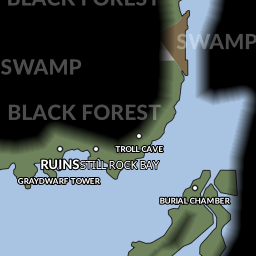 BLACK FOREST
SWAMP
SWAMP
BLACK FOREST
TROLL CAVE
RUINS STILL ROCK BAY
GRAYDWARF TOWER
BURIAL CHAMBER